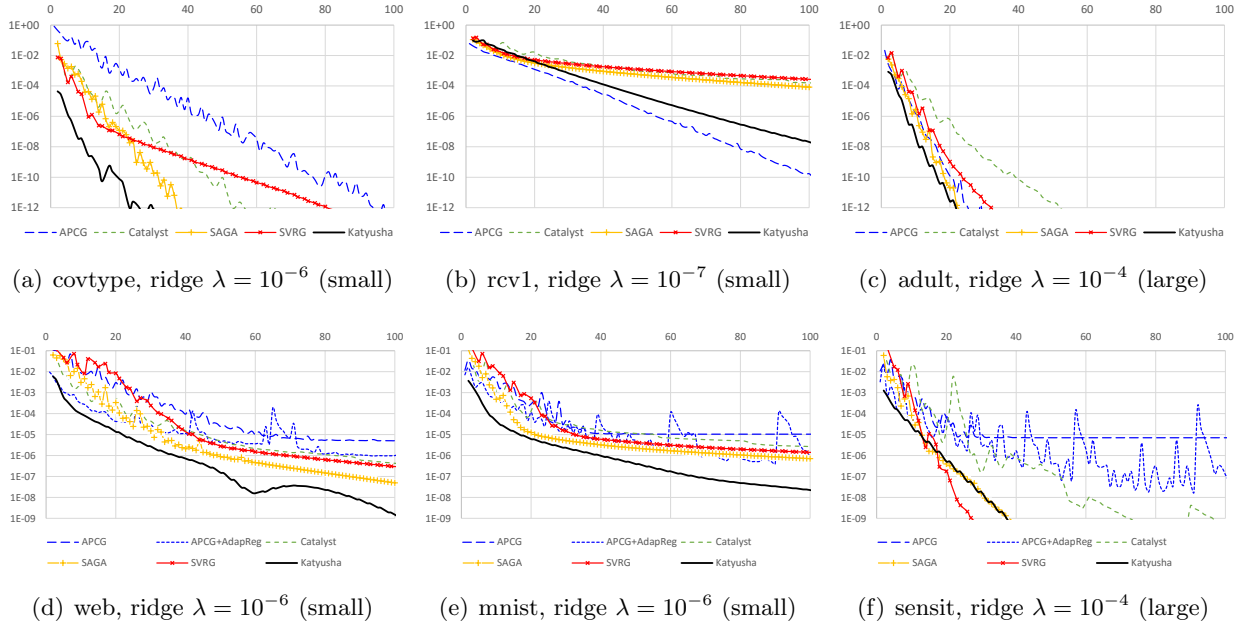 0 20 40 60 80 100
1E+00
1E-02
1E-04
1E-06
1E-08
1E-10
1E-12
APCG Catalyst SAGA SVRG Katyusha
(a) covtype, ridge λ = 10⁻⁶ (small)
0 20 40 60 80 100
1E+00
1E-02
1E-04
1E-06
1E-08
1E-10
1E-12
APCG Catalyst SAGA SVRG Katyusha
(b) rcv1, ridge λ = 10⁻⁷ (small)
0 20 40 60 80 100
1E+00
1E-02
1E-04
1E-06
1E-08
1E-10
1E-12
APCG Catalyst SAGA SVRG Katyusha
(c) adult, ridge λ = 10⁻⁴ (large)
0 20 40 60 80 100
1E-01
1E-02
1E-03
1E-04
1E-05
1E-06
1E-07
1E-08
1E-09
APCG APCG+AdapReg Catalyst
SAGA SVRG Katyusha
(d) web, ridge λ = 10⁻⁶ (small)
0 20 40 60 80 100
1E-01
1E-02
1E-03
1E-04
1E-05
1E-06
1E-07
1E-08
1E-09
APCG APCG+AdapReg Catalyst
SAGA SVRG Katyusha
(e) mnist, ridge λ = 10⁻⁶ (small)
0 20 40 60 80 100
1E-01
1E-02
1E-03
1E-04
1E-05
1E-06
1E-07
1E-08
1E-09
APCG APCG+AdapReg Catalyst
SAGA SVRG Katyusha
(f) sensit, ridge λ = 10⁻⁴ (large)